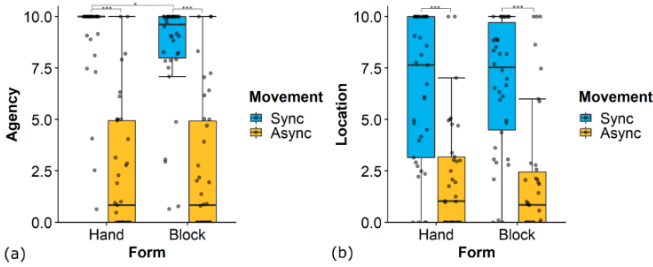 *
***
***
10.0
7.5
5.0
2.5
0.0
Agency
Hand
Block
Form
Movement
Sync
Async
(a)
***
***
10.0
7.5
5.0
2.5
0.0
Location
Hand
Block
Form
Movement
Sync
Async
(b)